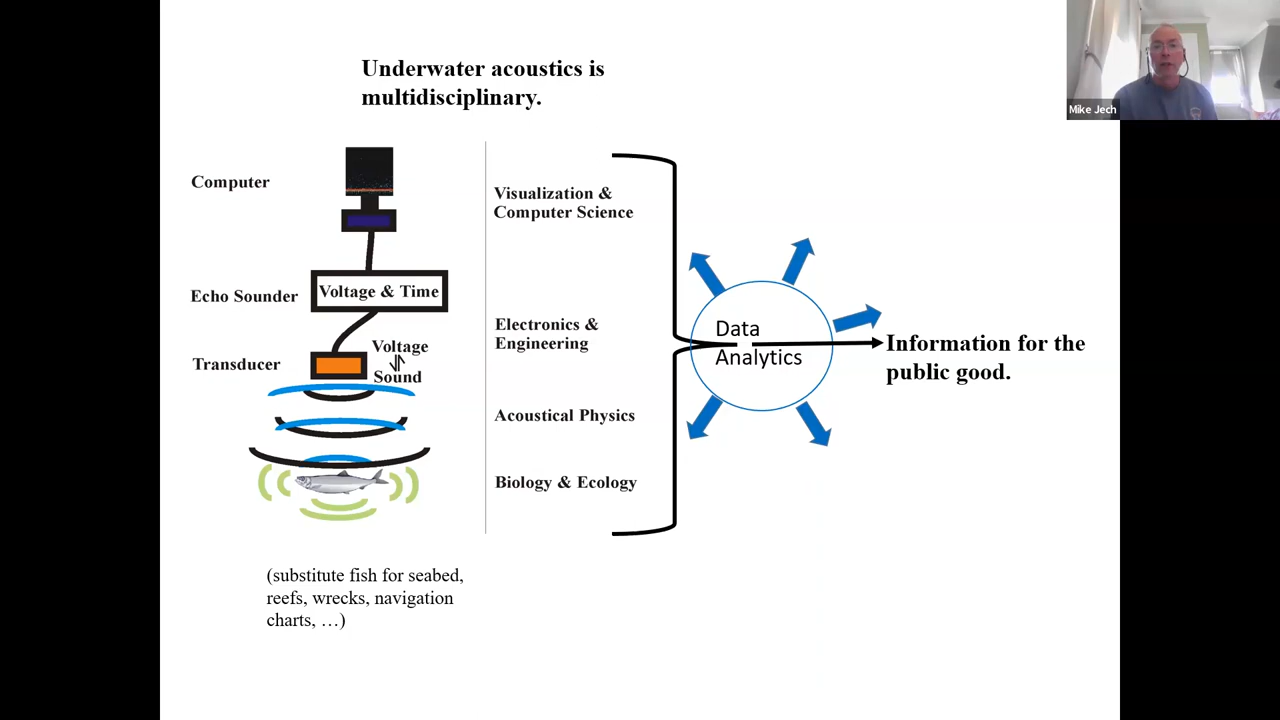 Underwater acoustics is
multidisciplinary.
Mike Jech
Computer
Visualization &
Computer Science
Echo Sounder
Voltage & Time
Electronics &
Engineering
Transducer
Voltage
Sound
Acoustical Physics
Biology & Ecology
Data
Analytics
Information for the
public good.
(substitute fish for seabed,
reefs, wrecks, navigation
charts, …)